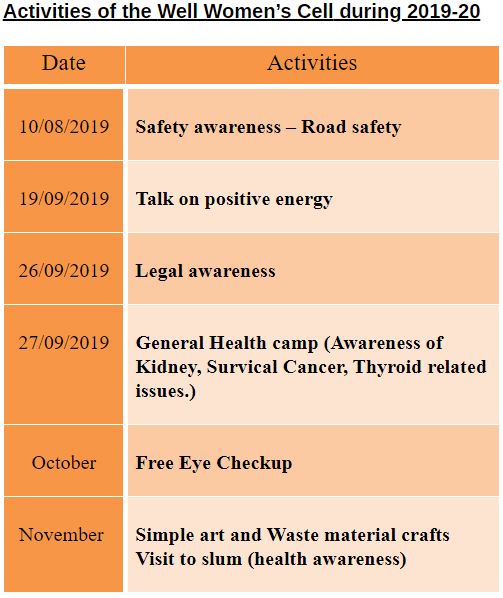 Activities of the Well Women’s Cell during 2019-20
Date Activities
10/08/2019 Safety awareness – Road safety
19/09/2019 Talk on positive energy
26/09/2019 Legal awareness
27/09/2019 General Health camp (Awareness of
Kidney, Survical Cancer, Thyroid related
issues.)
October Free Eye Checkup
November Simple art and Waste material crafts
Visit to slum (health awareness)